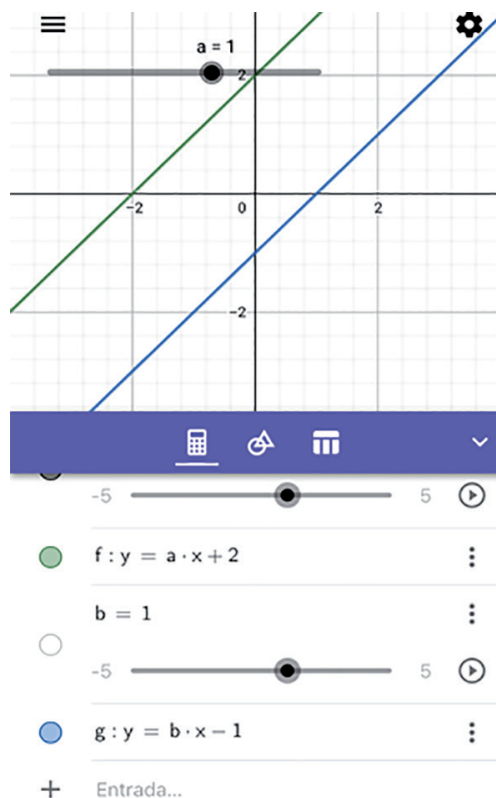 a = 1
2
-2
0
2
-2
-5
5
f : y = a · x + 2
b = 1
-5
5
g : y = b · x − 1
+ Entrada...